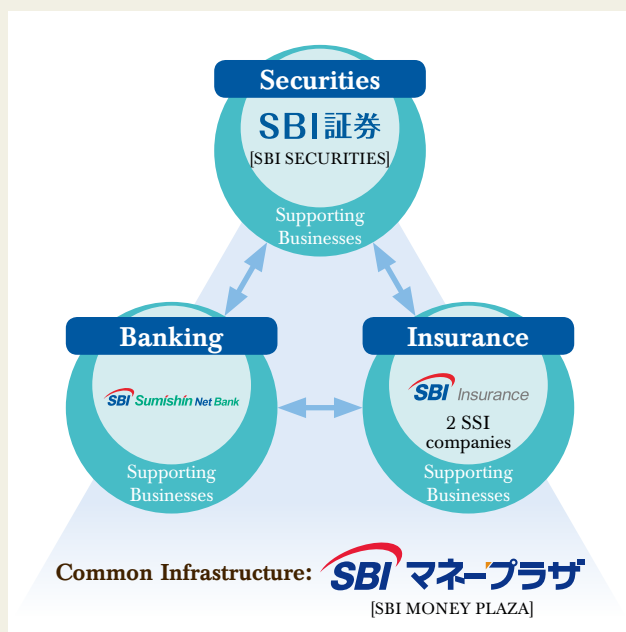 Securities
SBI証券
[SBI SECURITIES]
Supporting
Businesses
Banking
SBI Sumishin Net Bank
Supporting
Businesses
Insurance
SBI Insurance
2 SSI
companies
Supporting
Businesses
Common Infrastructure: SBI マネープラザ
[SBI MONEY PLAZA]